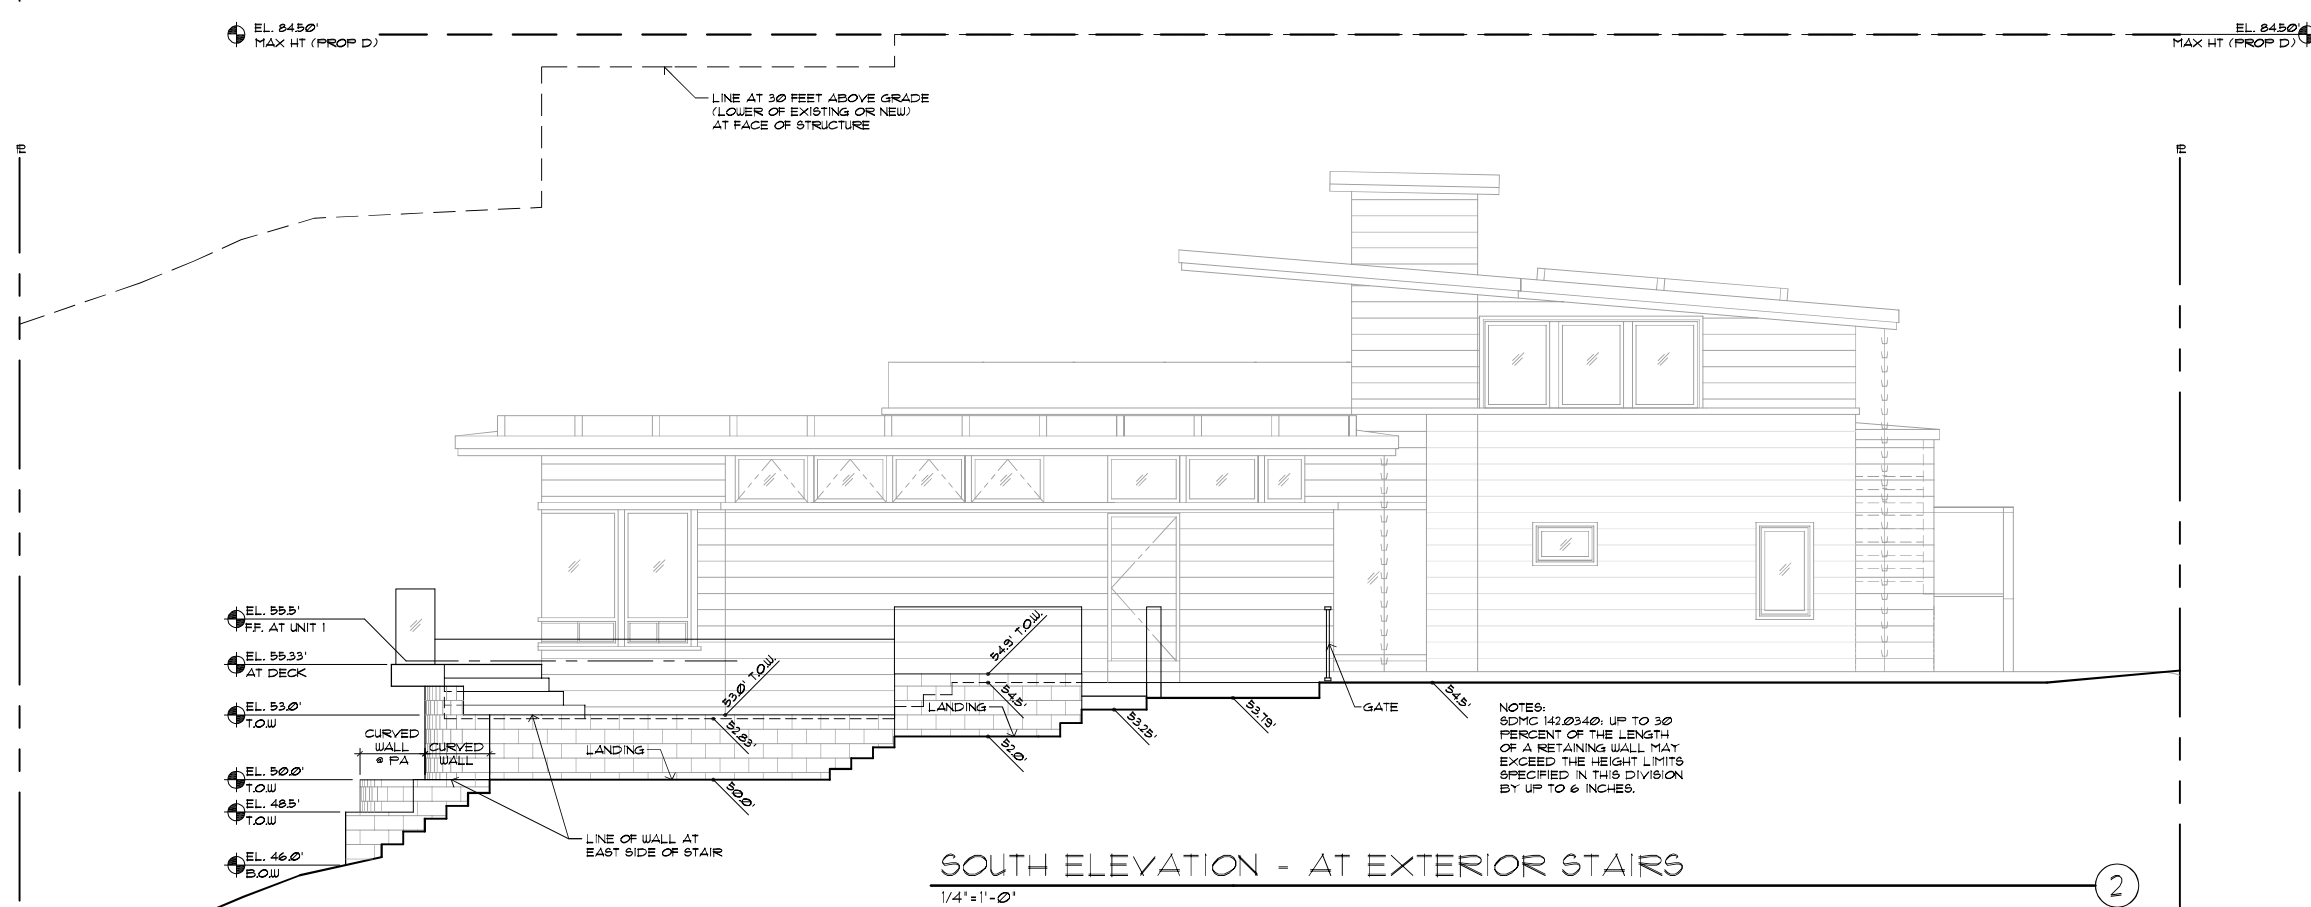 EL. 84.50'
MAX HT (PROP D)
EL. 84.50'
MAX HT (PROP D)
LINE AT 30 FEET ABOVE GRADE
(LOWER OF EXISTING OR NEW)
AT FACE OF STRUCTURE
PL
PL
EL. 55.5'
F.F. AT UNIT 1
EL. 55.33'
AT DECK
EL. 53.0'
T.O.W
CURVED
WALL
@ PA
CURVED
WALL
EL. 50.0'
T.O.W
EL. 48.5'
T.O.W
EL. 46.0'
B.O.W
LANDING
LINE OF WALL AT
EAST SIDE OF STAIR
53.0' T.O.W.
52.83'
50.0'
54.9' T.O.W.
54.5'
LANDING
52.0'
53.25'
53.79'
GATE
54.5'
NOTES:
SDMC 142.0340: UP TO 30
PERCENT OF THE LENGTH
OF A RETAINING WALL MAY
EXCEED THE HEIGHT LIMITS
SPECIFIED IN THIS DIVISION
BY UP TO 6 INCHES.
SOUTH ELEVATION - AT EXTERIOR STAIRS
1/4"=1'-0"
2